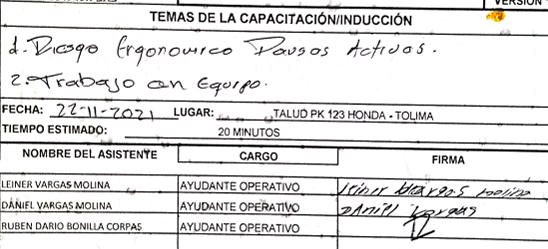 VERSION
TEMAS DE LA CAPACITACIÓN/INDUCCIÓN
1. Riesgo Ergonomico Pausas Activas.
2. Trabajo en Equipo.
FECHA: 22-11-2021 LUGAR: TALUD PK 123 HONDA - TOLIMA
TIEMPO ESTIMADO: 20 MINUTOS
NOMBRE DEL ASISTENTE CARGO FIRMA
LEINER VARGAS MOLINA AYUDANTE OPERATIVO leiner Vargas molina
DANIEL VARGAS MOLINA AYUDANTE OPERATIVO DANiel Vargas
RUBEN DARIO BONILLA CORPAS AYUDANTE OPERATIVO